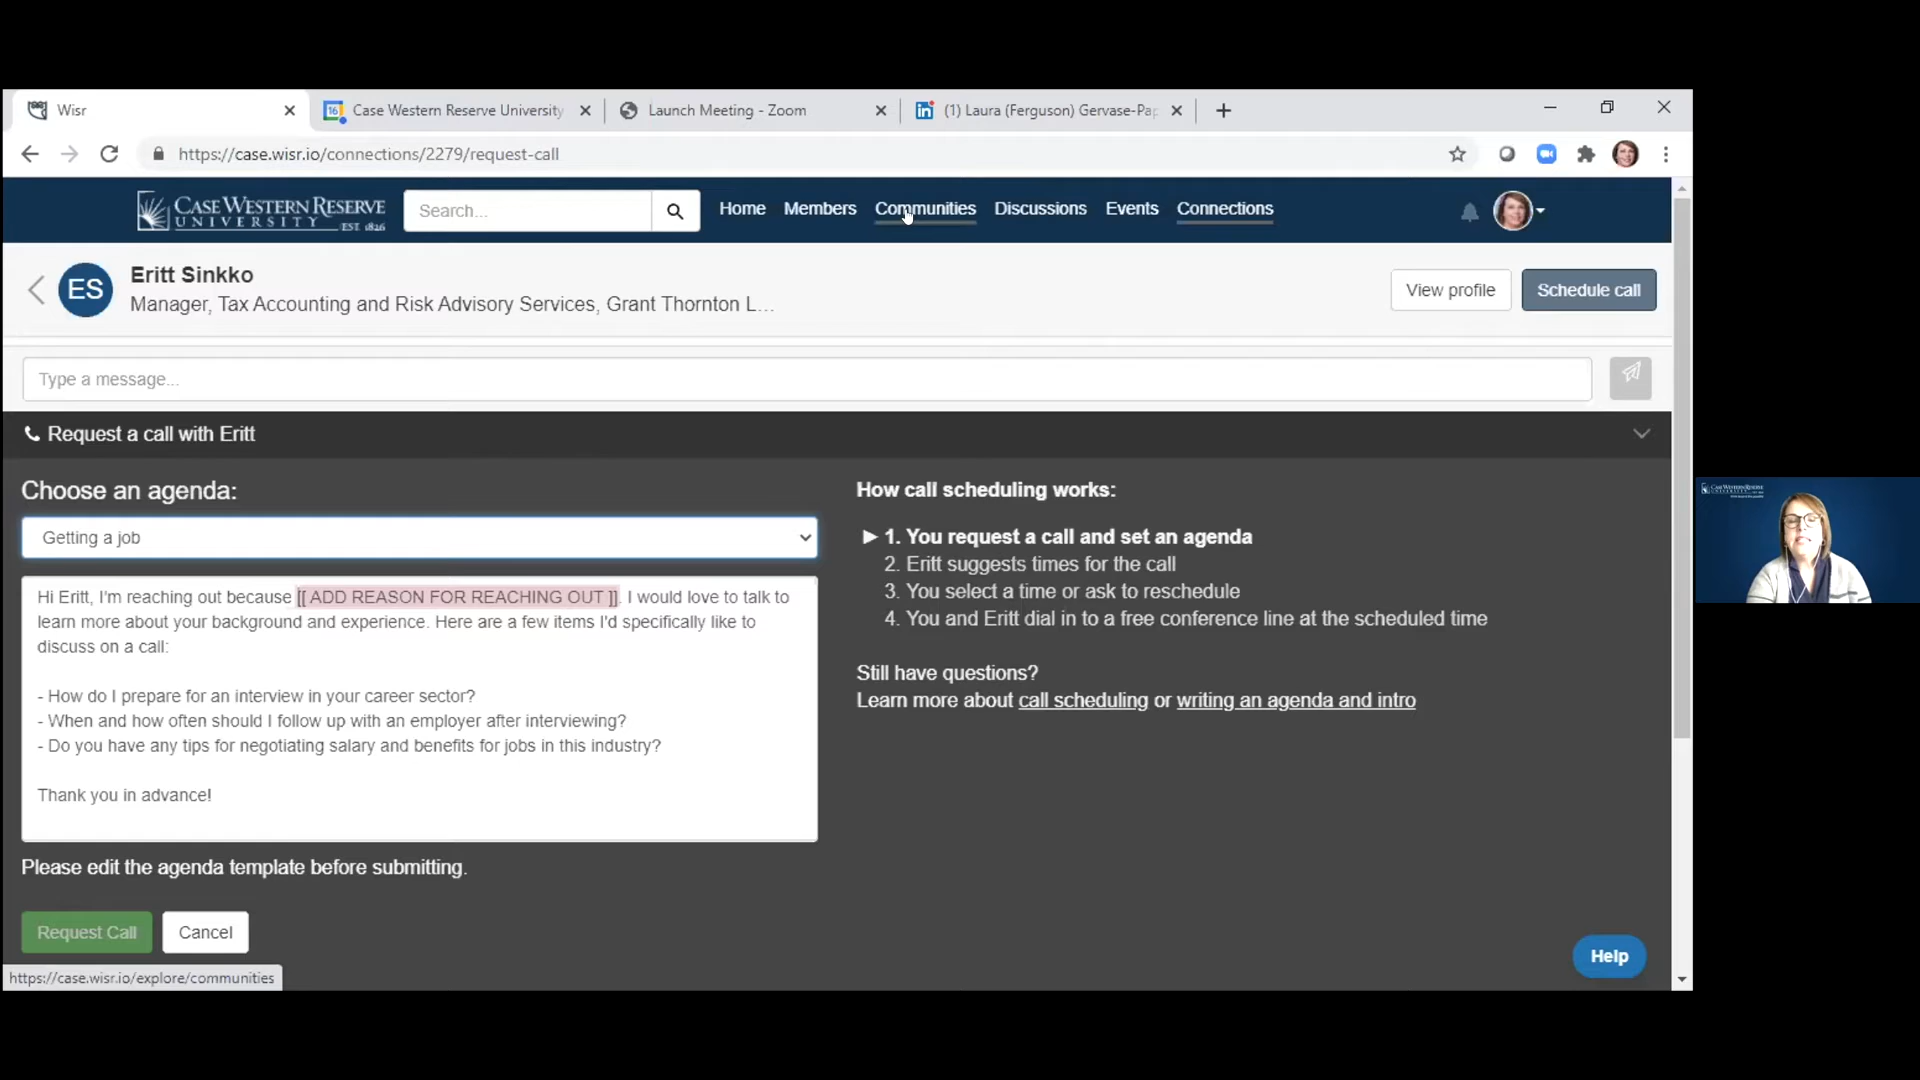 Wisr
Case Western Reserve University
Launch Meeting - Zoom
(1) Laura (Ferguson) Gervase-Pap
https://case.wisr.io/connections/2279/request-call
CASE WESTERN RESERVE
UNIVERSITY EST. 1826
Search...
Home
Members
Communities
Discussions
Events
Connections
ES
Eritt Sinkko
Manager, Tax Accounting and Risk Advisory Services, Grant Thornton L...
View profile
Schedule call
Type a message...
Request a call with Eritt
Choose an agenda:
Getting a job
Hi Eritt, I'm reaching out because [[ ADD REASON FOR REACHING OUT ]]. I would love to talk to
learn more about your background and experience. Here are a few items I'd specifically like to
discuss on a call:
- How do I prepare for an interview in your career sector?
- When and how often should I follow up with an employer after interviewing?
- Do you have any tips for negotiating salary and benefits for jobs in this industry?
Thank you in advance!
Please edit the agenda template before submitting.
Request Call
Cancel
https://case.wisr.io/explore/communities
How call scheduling works:
1. You request a call and set an agenda
2. Eritt suggests times for the call
3. You select a time or ask to reschedule
4. You and Eritt dial in to a free conference line at the scheduled time
Still have questions?
Learn more about call scheduling or writing an agenda and intro
Help
CASE WESTERN RESERVE
UNIVERSITY